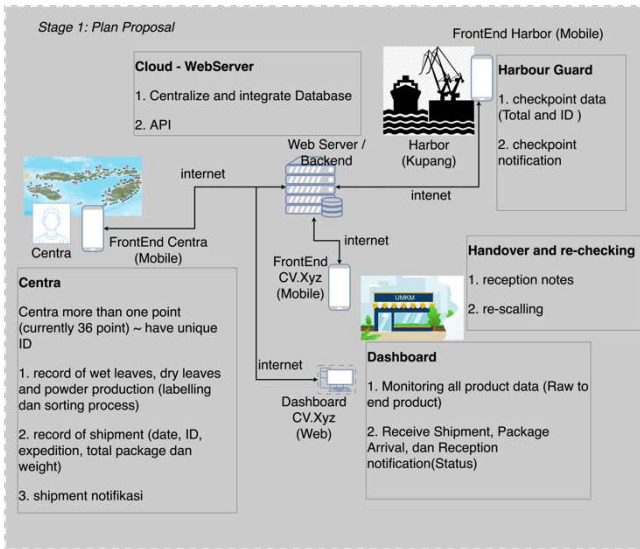 Stage 1: Plan Proposal
FrontEnd Harbor (Mobile)
Cloud - WebServer
1. Centralize and integrate Database
2. API
Harbour Guard
1. checkpoint data
(Total and ID )
2. checkpoint
notification
Harbor
(Kupang)
Web Server /
Backend
internet
intenet
internet
Centra
FrontEnd Centra
(Mobile)
FrontEnd
CV.Xyz
(Mobile)
Handover and re-checking
1. reception notes
2. re-scalling
UMKM
Centra
Centra more than one point
(currently 36 point) ~ have unique
ID
1. record of wet leaves, dry leaves
and powder production (labelling
dan sorting process)
2. record of shipment (date, ID,
expedition, total package dan
weight)
3. shipment notifikasi
internet
Dashboard
CV.Xyz
(Web)
Dashboard
1. Monitoring all product data (Raw to
end product)
2. Receive Shipment, Package
Arrival, dan Reception
notification(Status)